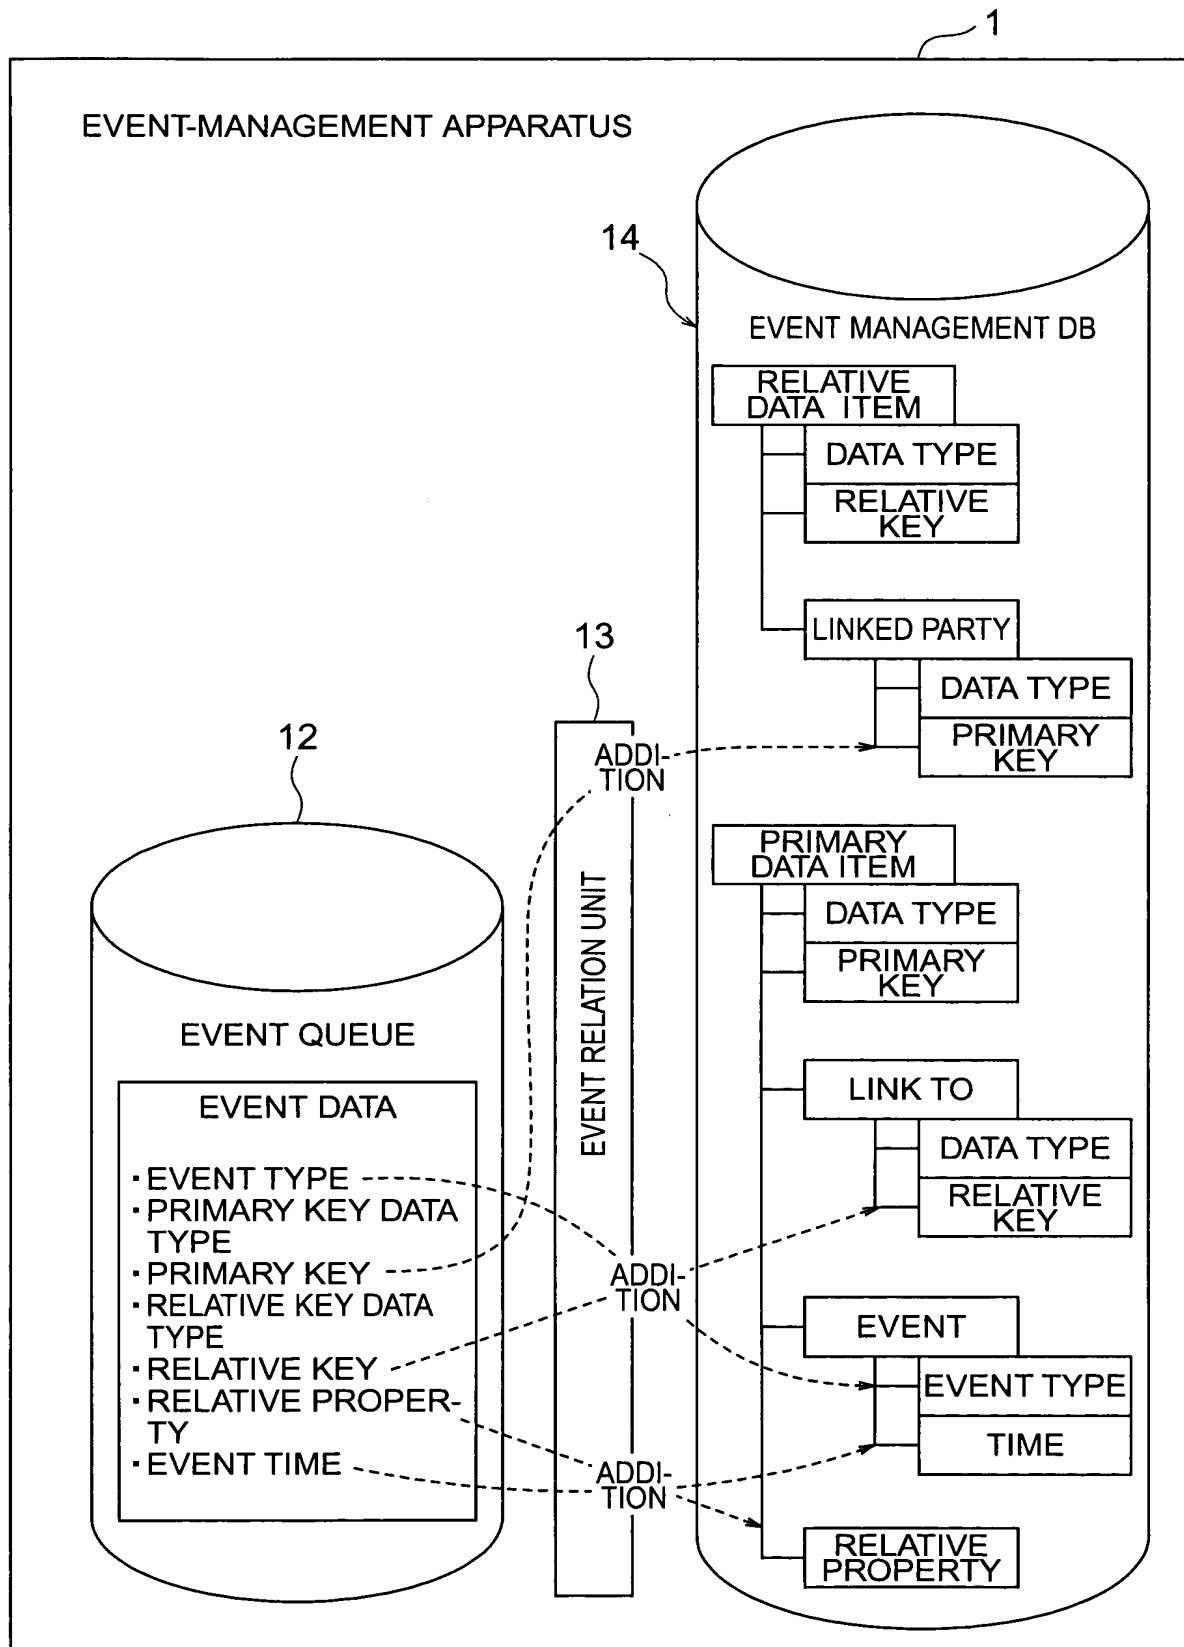 1
EVENT-MANAGEMENT APPARATUS
14
EVENT MANAGEMENT DB
RELATIVE
DATA ITEM
DATA TYPE
RELATIVE
KEY
LINKED PARTY
DATA TYPE
PRIMARY
KEY
13
ADDI-
TION
12
EVENT RELATION UNIT
PRIMARY
DATA ITEM
DATA TYPE
PRIMARY
KEY
LINK TO
DATA TYPE
RELATIVE
KEY
EVENT
EVENT TYPE
TIME
RELATIVE
PROPERTY
EVENT QUEUE
EVENT DATA
· EVENT TYPE
· PRIMARY KEY DATA
TYPE
· PRIMARY KEY
· RELATIVE KEY DATA
TYPE
· RELATIVE KEY
· RELATIVE PROPER-
TY
· EVENT TIME
ADDI-
TION
ADDI-
TION